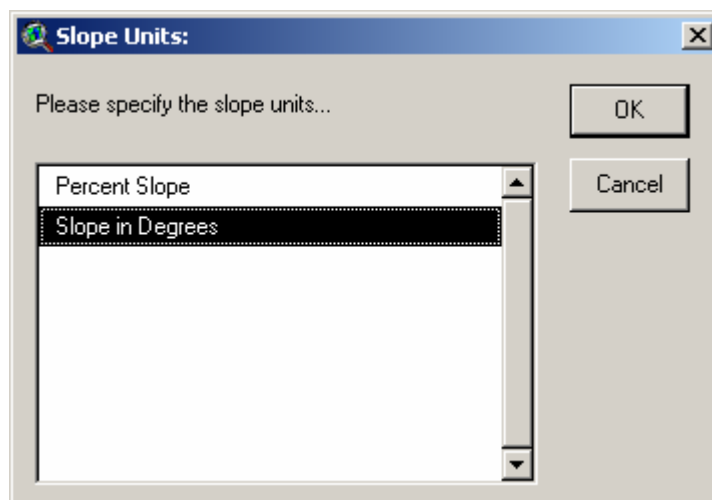 Slope Units:
Please specify the slope units...
OK
Percent Slope
Cancel
Slope in Degrees